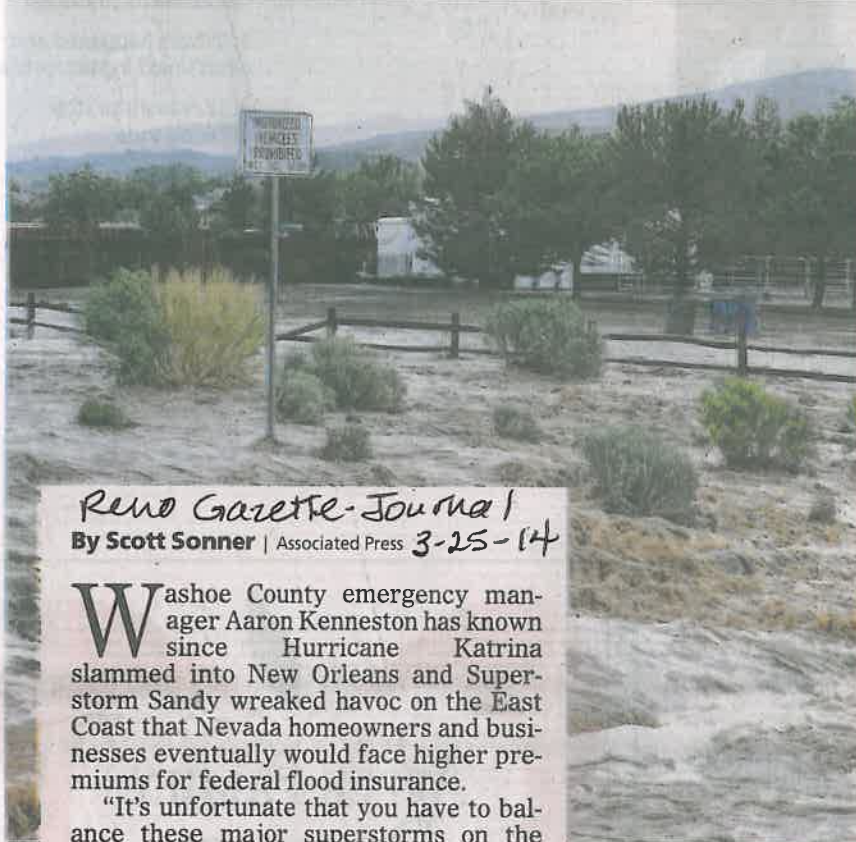 MOTORIZED
VEHICLES
PROHIBITED
Reno Gazette-Journal
By Scott Sonner | Associated Press 3-25-14
Washoe County emergency man-
ager Aaron Kenneston has known
since Hurricane Katrina
slammed into New Orleans and Super-
storm Sandy wreaked havoc on the East
Coast that Nevada homeowners and busi-
nesses eventually would face higher pre-
miums for federal flood insurance.
“It's unfortunate that you have to bal-
ance these major superstorms on the